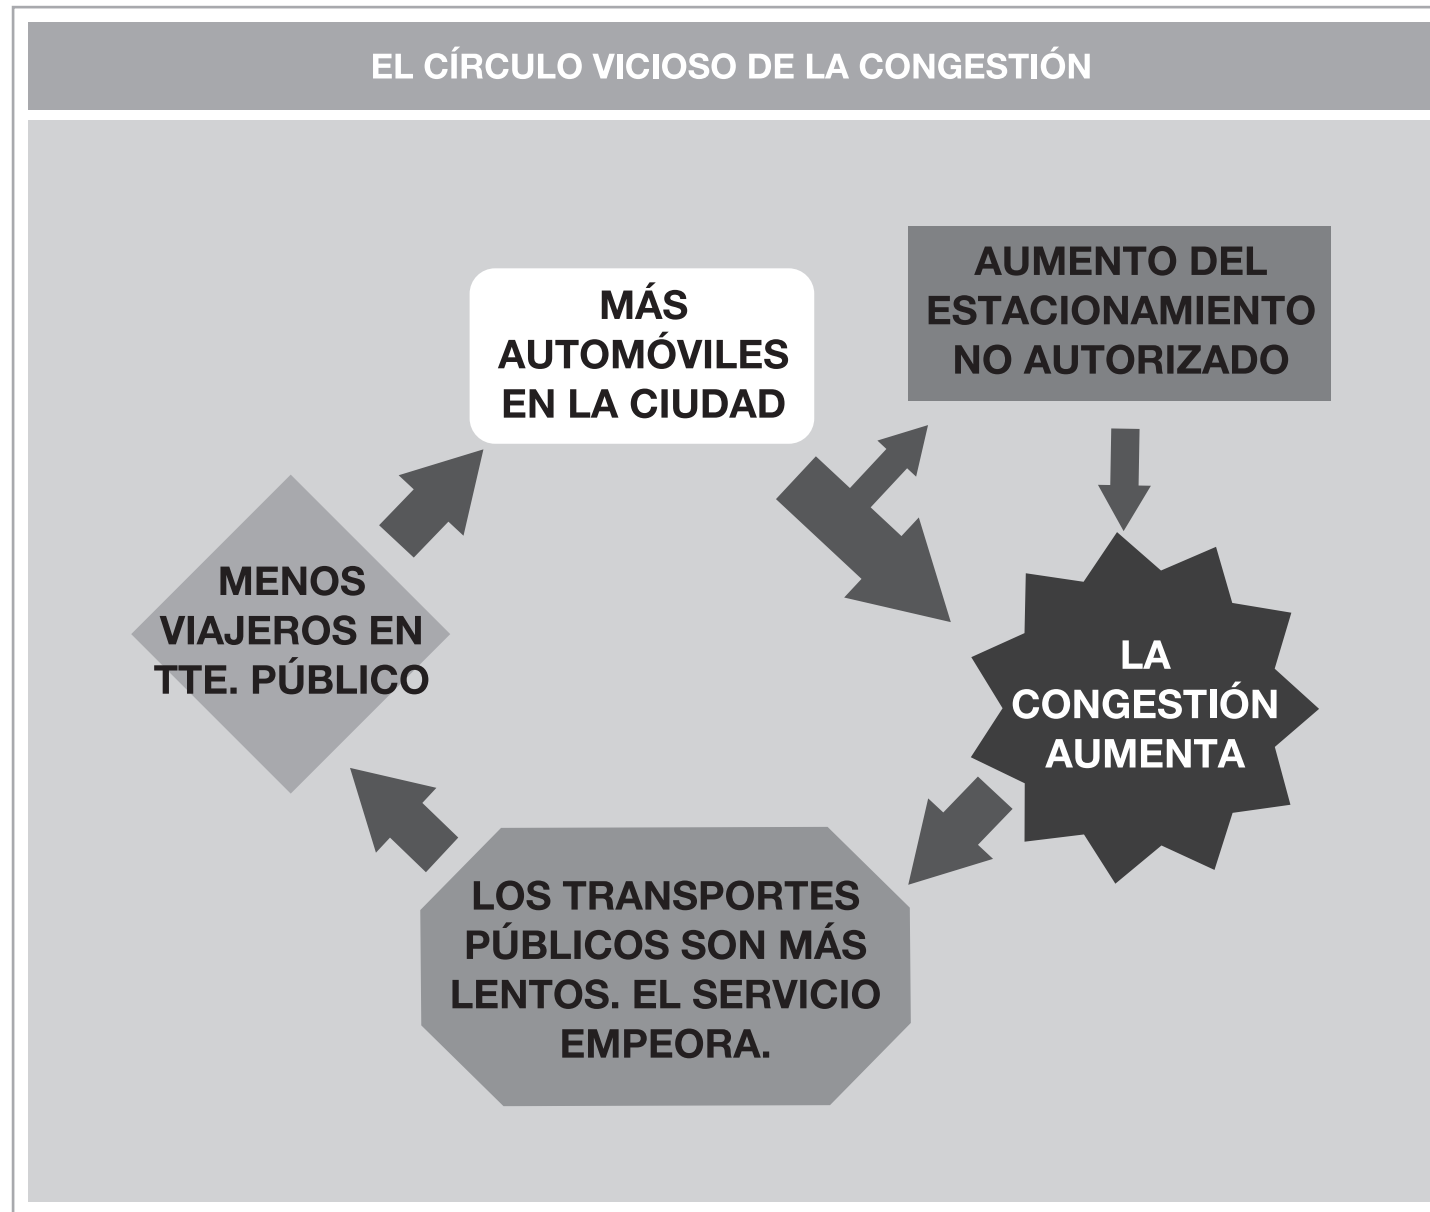 EL CÍRCULO VICIOSO DE LA CONGESTIÓN
MÁS
AUTOMÓVILES
EN LA CIUDAD
AUMENTO DEL
ESTACIONAMIENTO
NO AUTORIZADO
LA
CONGESTIÓN
AUMENTA
LOS TRANSPORTES
PÚBLICOS SON MÁS
LENTOS. EL SERVICIO
EMPEORA.
MENOS
VIAJEROS EN
TTE. PÚBLICO